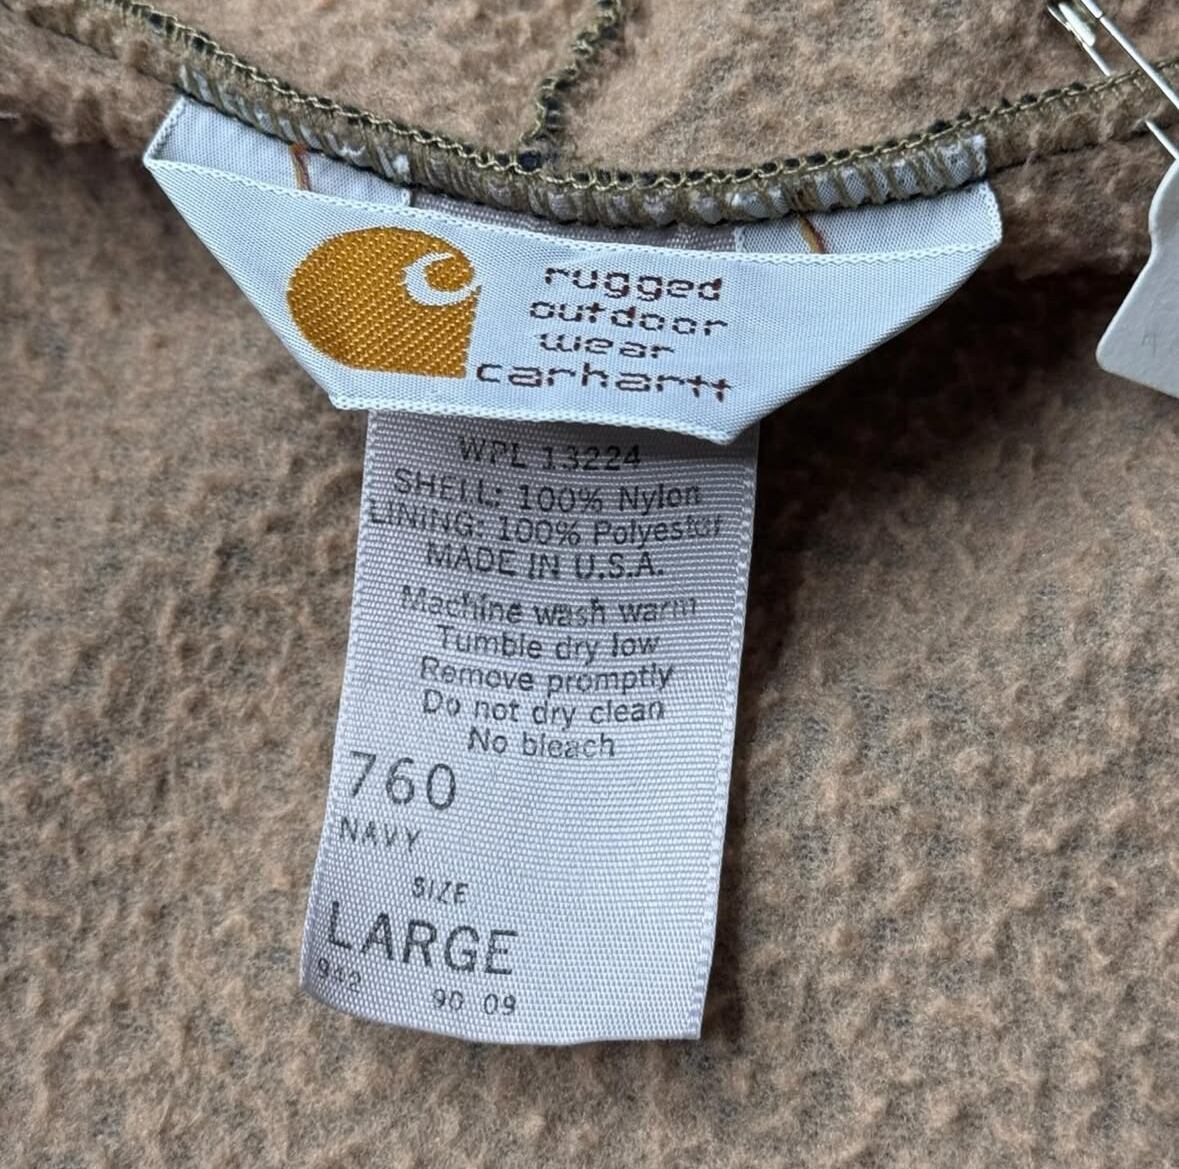 rugged
outdoor
wear
carhartt
WPL 13224
SHELL: 100% Nylon
LINING: 100% Polyester
MADE IN U.S.A.
Machine wash warm
Tumble dry low
Remove promptly
Do not dry clean
No bleach
760
NAVY
SIZE
LARGE
942 90 09